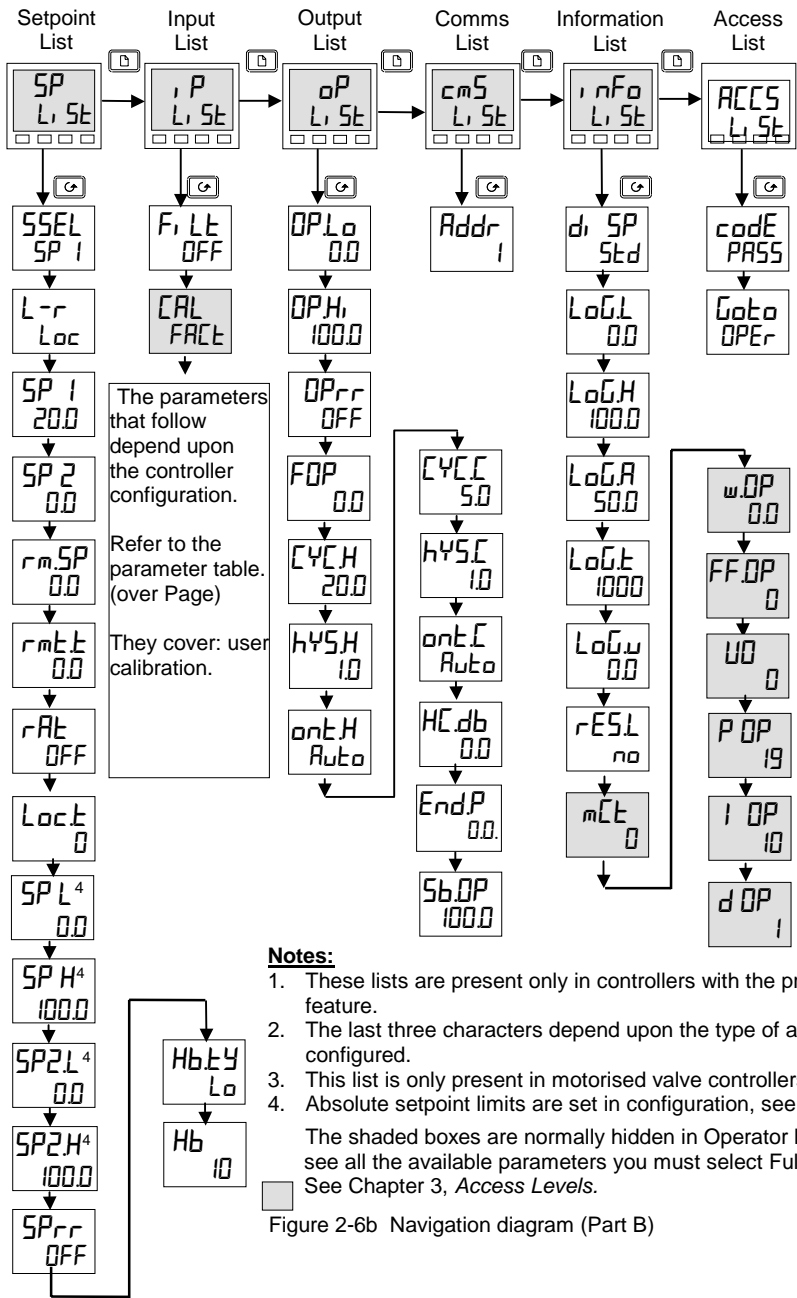 Setpoint
List
Input
List
Output
List
Comms
List
Information
List
Access
List
SP
LiSt
iP
LiSt
oP
LiSt
cmS
LiSt
inFo
LiSt
ACCS
LiSt
SSEL
SP 1
L-r
Loc
SP 1
20.0
SP 2
0.0
rm.SP
0.0
rmt.t
0.0
rAt
OFF
Loc.t
0
SP L4
0.0
SP H4
100.0
SP2.L4
0.0
SP2.H4
100.0
SPrr
OFF
Hb.tY
Lo
Hb
10
FiLt
OFF
CAL
FACt
The parameters
that follow
depend upon
the controller
configuration.
Refer to the
parameter table.
(over Page)
They cover: user
calibration.
OP.Lo
0.0
OP.Hi
100.0
OPrr
OFF
FOP
0.0
CYC.H
20.0
hYS.H
1.0
ont.H
Auto
Addr
1
CYC.C
5.0
hYS.C
1.0
ont.C
Auto
HC.db
0.0
End.P
0.0.
Sb.OP
100.0
diSP
Std
LoG.L
0.0
LoG.H
100.0
LoG.A
50.0
LoG.t
1000
LoG.u
0.0
rES.L
no
mCt
0
codE
PASS
Goto
OPEr
w.OP
0.0
FF.OP
0
UO
0
P OP
19
I OP
10
d OP
1
Notes:
1. These lists are present only in controllers with the pr
feature.
2. The last three characters depend upon the type of a
configured.
3. This list is only present in motorised valve controller
4. Absolute setpoint limits are set in configuration, see
The shaded boxes are normally hidden in Operator
see all the available parameters you must select Ful
See Chapter 3, Access Levels.
Figure 2-6b Navigation diagram (Part B)